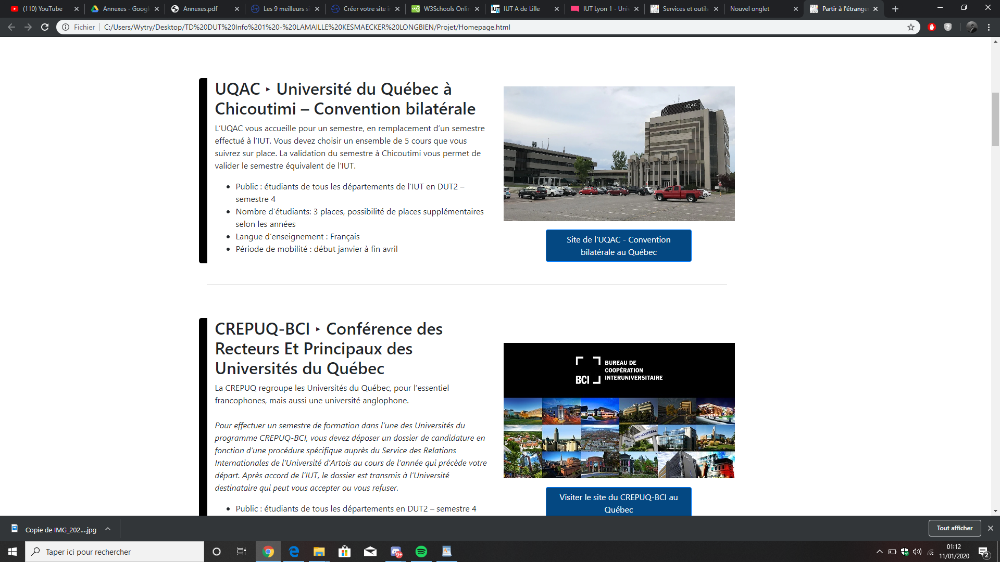 (110) YouTube
Annexes - Googl
Annexes.pdf
Les 9 meilleurs si
Créer votre site i
W3Schools Onlin
IUT A de Lille
IUT Lyon 1 - Univ
Services et outils
Nouvel onglet
Partir à l'étrange
Fichier
C:/Users/Wytry/Desktop/TD%20DUT%20Info%201%20-%20LAMAILLE%20KESMAECKER%20LONGBIEN/Projet/Homepage.html
UQAC ‣ Université du Québec à
Chicoutimi – Convention bilatérale
L’UQAC vous accueille pour un semestre, en remplacement d’un semestre
effectué à l’IUT. Vous devez choisir un ensemble de 5 cours que vous
suivrez sur place. La validation du semestre à Chicoutimi vous permet de
valider le semestre équivalent de l’IUT.
• Public : étudiants de tous les départements de l’IUT en DUT2 –
semestre 4
• Nombre d’étudiants: 3 places, possibilité de places supplémentaires
selon les années
• Langue d’enseignement : Français
• Période de mobilité : début janvier à fin avril
UQAC
Site de l'UQAC - Convention
bilatérale au Québec
CREPUQ-BCI ‣ Conférence des
Recteurs Et Principaux des
Universités du Québec
La CREPUQ regroupe les Universités du Québec, pour l’essentiel
francophones, mais aussi une université anglophone.
Pour effectuer un semestre de formation dans l’une des Universités du
programme CREPUQ-BCI, vous devez déposer un dossier de candidature en
fonction d’une procédure spécifique auprès du Service des Relations
Internationales de l’Université d’Artois au cours de l’année qui précède votre
départ. Après accord de l’IUT, le dossier est transmis à l’Université
destinataire qui peut vous accepter ou vous refuser.
• Public : étudiants de tous les départements en DUT2 – semestre 4
BCI
BUREAU DE
COOPÉRATION
INTERUNIVERSITAIRE
HEC MONTRÉAL
Visiter le site du CREPUQ-BCI au
Québec
Copie de IMG_202....jpg
Tout afficher
Taper ici pour rechercher
9+
01:12
11/01/2020
2